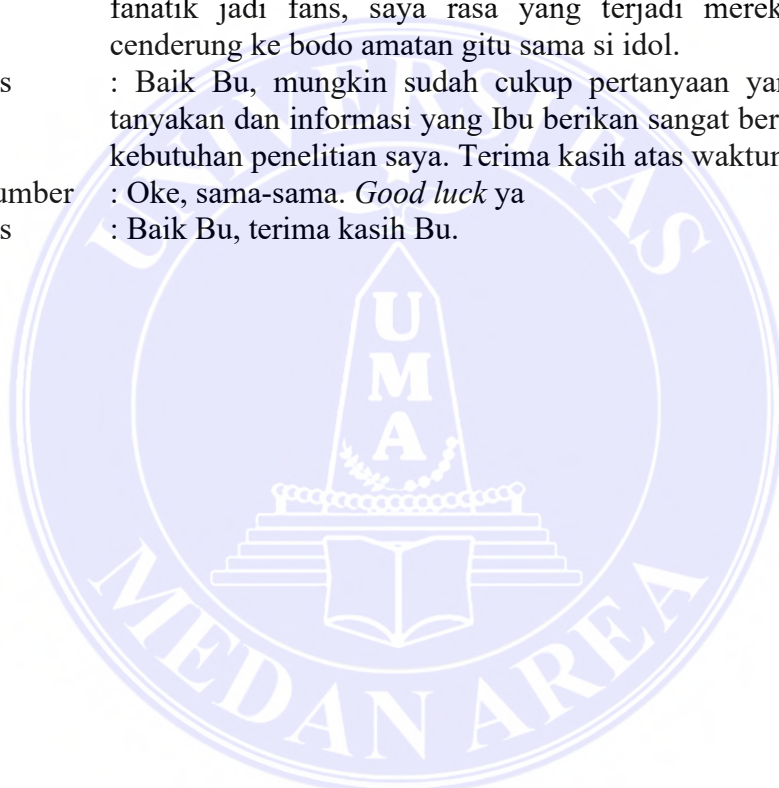 fanatik jadi fans, saya rasa yang terjadi merek
cenderung ke bodo amatan gitu sama si idol.
s : Baik Bu, mungkin sudah cukup pertanyaan yan
tanyakan dan informasi yang Ibu berikan sangat ber
kebutuhan penelitian saya. Terima kasih atas waktun
umber : Oke, sama-sama. Good luck ya
s : Baik Bu, terima kasih Bu.
UNIVERSITAS
U
M
A
MEDAN AREA